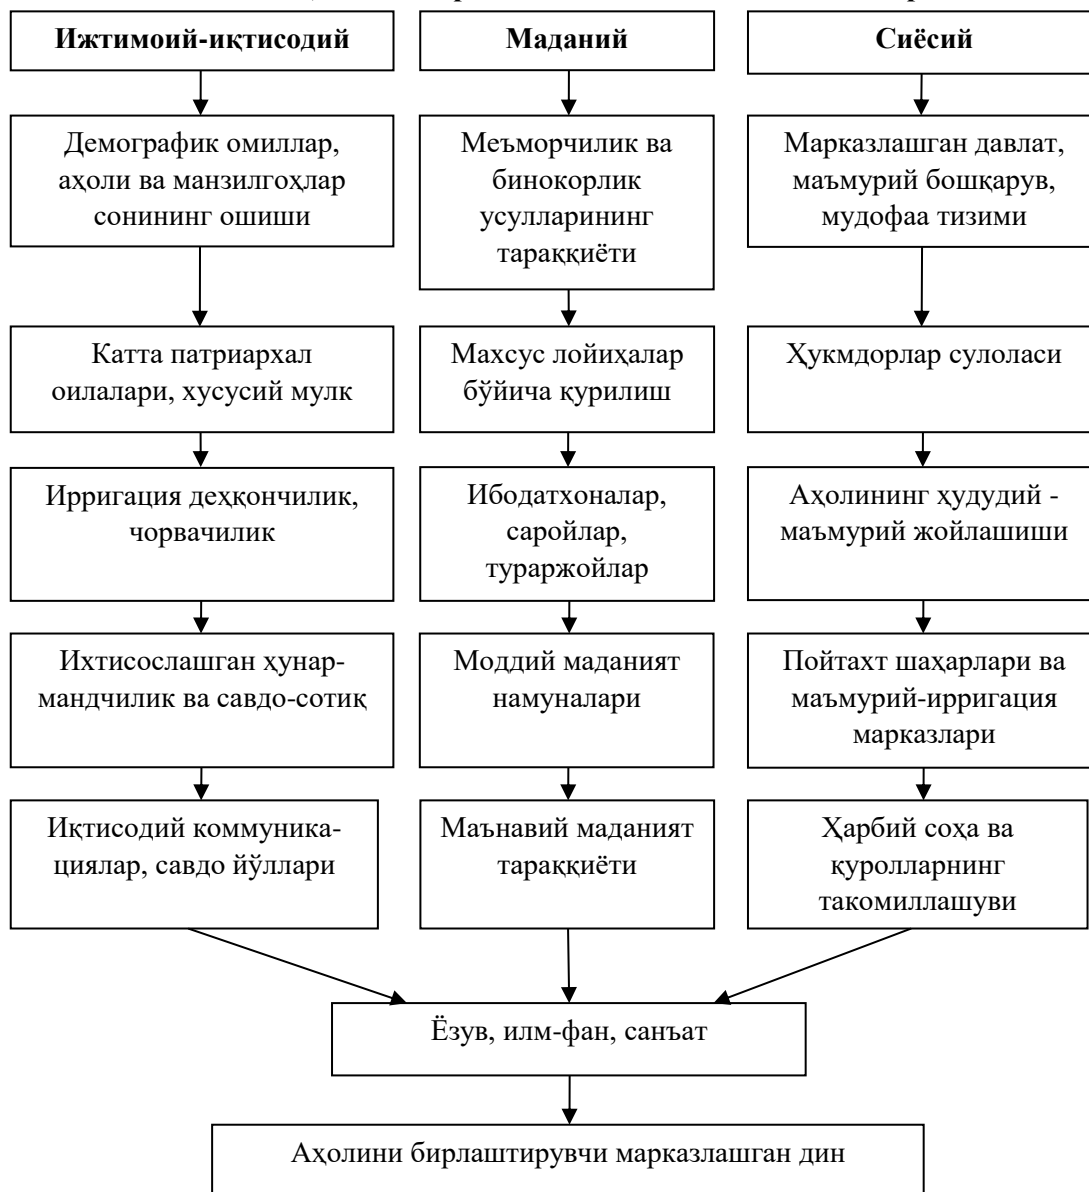 Ижтимоий-иқтисодий
Маданий
Сиёсий
Демографик омиллар,
аҳоли ва манзилгоҳлар
сонининг ошиши
Меъморчилик ва
бинокорлик
усулларининг
тараққиёти
Марказлашган давлат,
маъмурий бошқарув,
мудофаа тизими
Катта патриархал
оилалари, хусусий мулк
Махсус лойиҳалар
бўйича қурилиш
Ҳукмдорлар сулоласи
Ирригация деҳқончилик,
чорвачилик
Ибодатхоналар,
саройлар,
тураржойлар
Аҳолининг ҳудудий -
маъмурий жойлашиши
Ихтисослашган ҳунар-
мандчилик ва савдо-сотиқ
Моддий маданият
намуналари
Пойтахт шаҳарлари ва
маъмурий-ирригация
марказлари
Иқтисодий коммуника-
циялар, савдо йўллари
Маънавий маданият
тараққиёти
Ҳарбий соҳа ва
қуролларнинг
такомиллашуви
Ёзув, илм-фан, санъат
Аҳолини бирлаштирувчи марказлашган дин